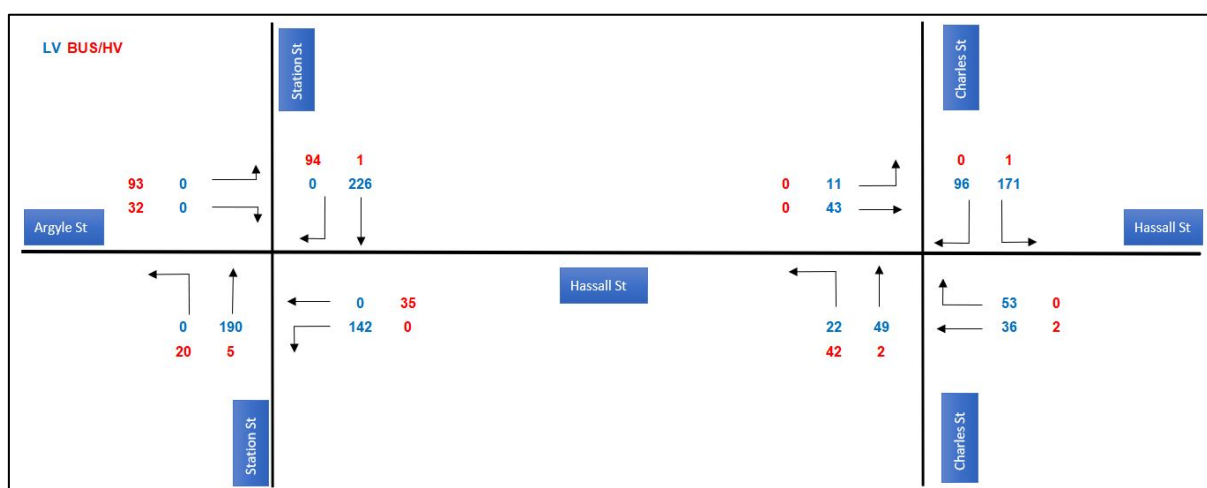 LV BUS/HV
Station St
Charles St
94 1
0 226
93 0
32 0
0 11
0 43
0 1
96 171
Argyle St
Hassall St
Hassall St
0 35
142 0
0 190
20 5
22 49
42 2
53 0
36 2
Station St
Charles St